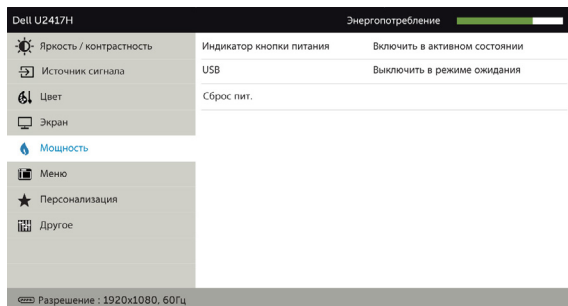 Dell U2417H Энергопотребление
Яркость / контрастность Индикатор кнопки питания Включить в активном состоянии
Источник сигнала USB Выключить в режиме ожидания
Цвет Сброс пит.
Экран
Мощность
Меню
Персонализация
Другое
Разрешение : 1920x1080, 60Гц